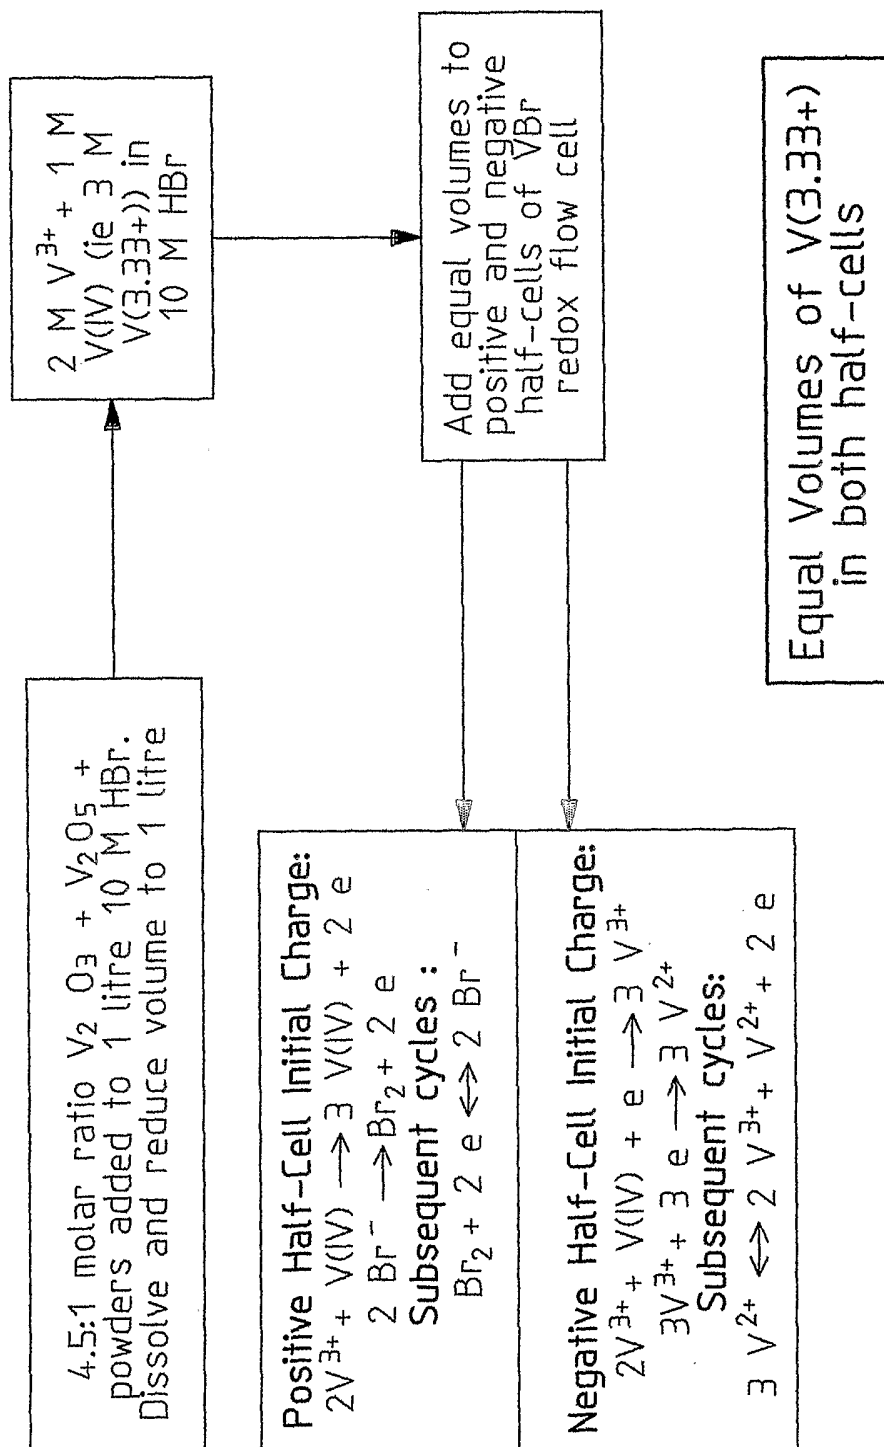 4.5:1 molar ratio V₂ O₃ + V₂O₅ +
powders added to 1 litre 10 M HBr.
Dissolve and reduce volume to 1 litre
2 M V³⁺ + 1 M
V(IV) (ie 3 M
V(3.33+)) in
10 M HBr
Add equal volumes to
positive and negative
half-cells of VBr
redox flow cell
Positive Half-Cell Initial Charge:
2V³⁺ + V(IV) ⟶ 3 V(IV) + 2 e
2 Br⁻ ⟶ Br₂ + 2 e
Subsequent cycles :
Br₂ + 2 e ⟷ 2 Br⁻
Negative Half-Cell Initial Charge:
2V³⁺ + V(IV) + e ⟶ 3 V³⁺
3V³⁺ + 3 e ⟶ 3 V²⁺
Subsequent cycles:
3 V²⁺ ⟷ 2 V³⁺ + V²⁺ + 2 e
Equal Volumes of V(3.33+)
in both half-cells